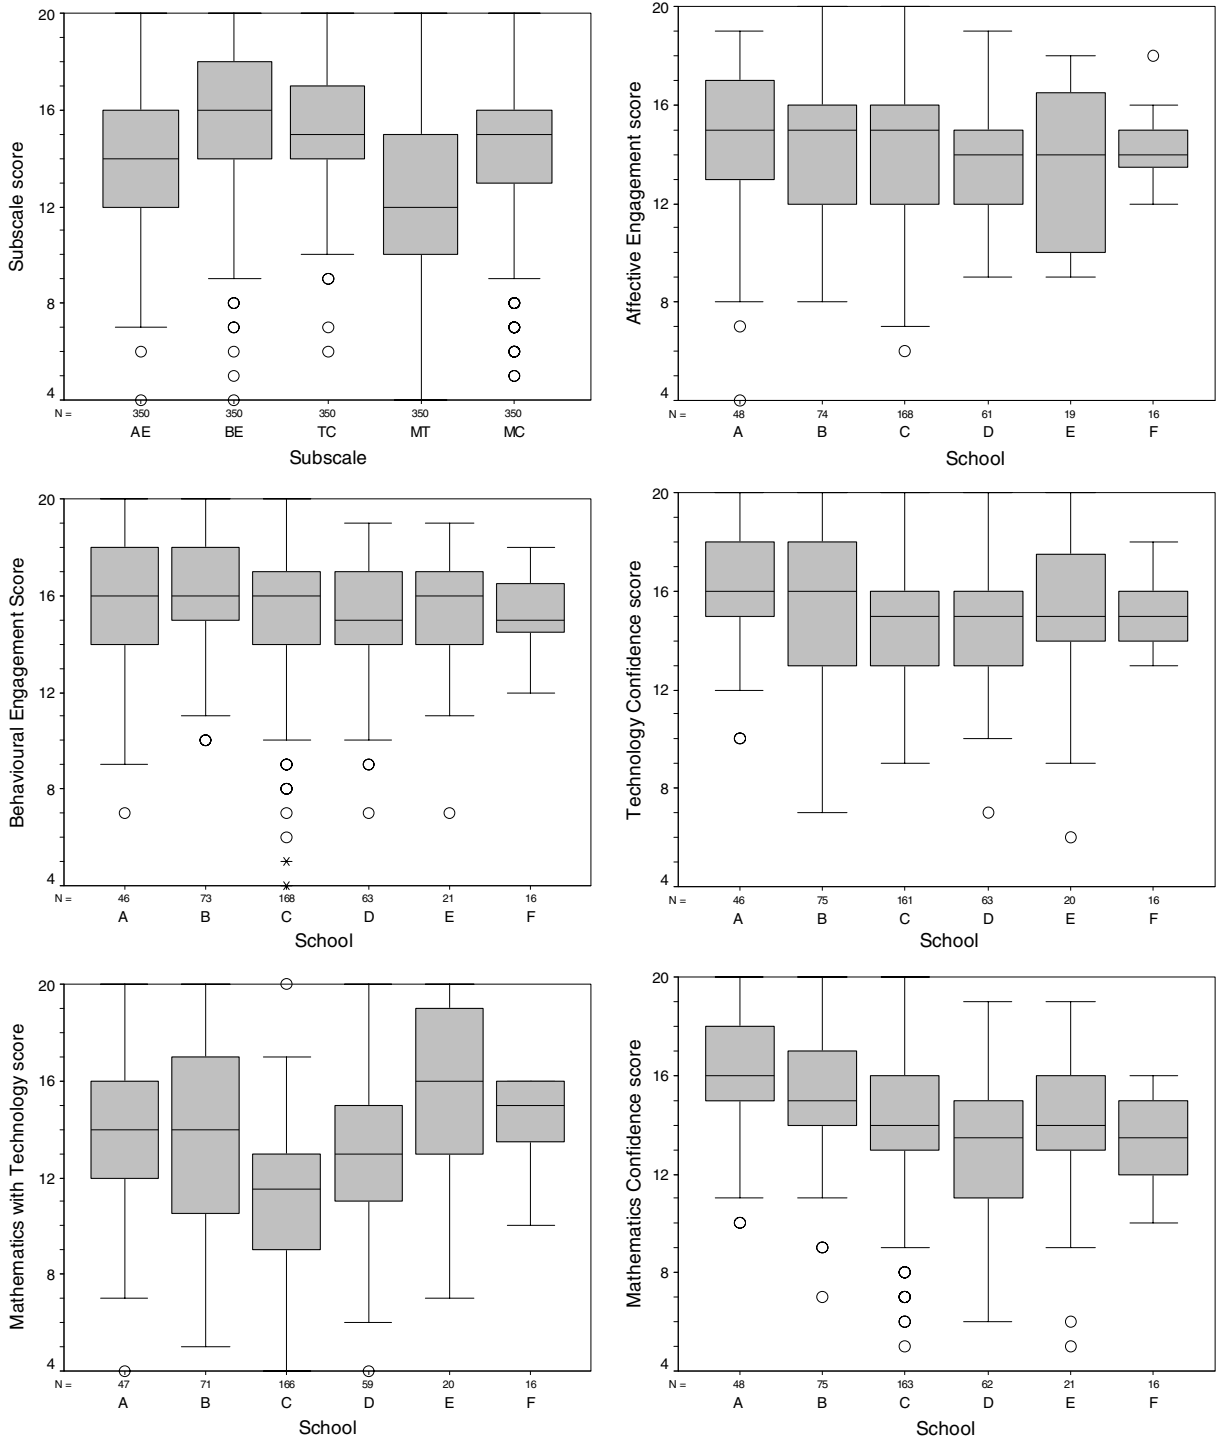 Subscale score
20
16
12
8
4
N =
350
350
350
350
350
AE
BE
TC
MT
MC
Subscale
Affective Engagement score
20
16
12
8
4
N =
48
74
168
61
19
16
A
B
C
D
E
F
School
Behavioural Engagement Score
20
16
12
8
4
N =
46
73
168
63
21
16
A
B
C
D
E
F
School
Technology Confidence score
20
16
12
8
4
N =
46
75
161
63
20
16
A
B
C
D
E
F
School
Mathematics with Technology score
20
16
12
8
4
N =
47
71
166
59
20
16
A
B
C
D
E
F
School
Mathematics Confidence score
20
16
12
8
4
N =
48
75
163
62
21
16
A
B
C
D
E
F
School